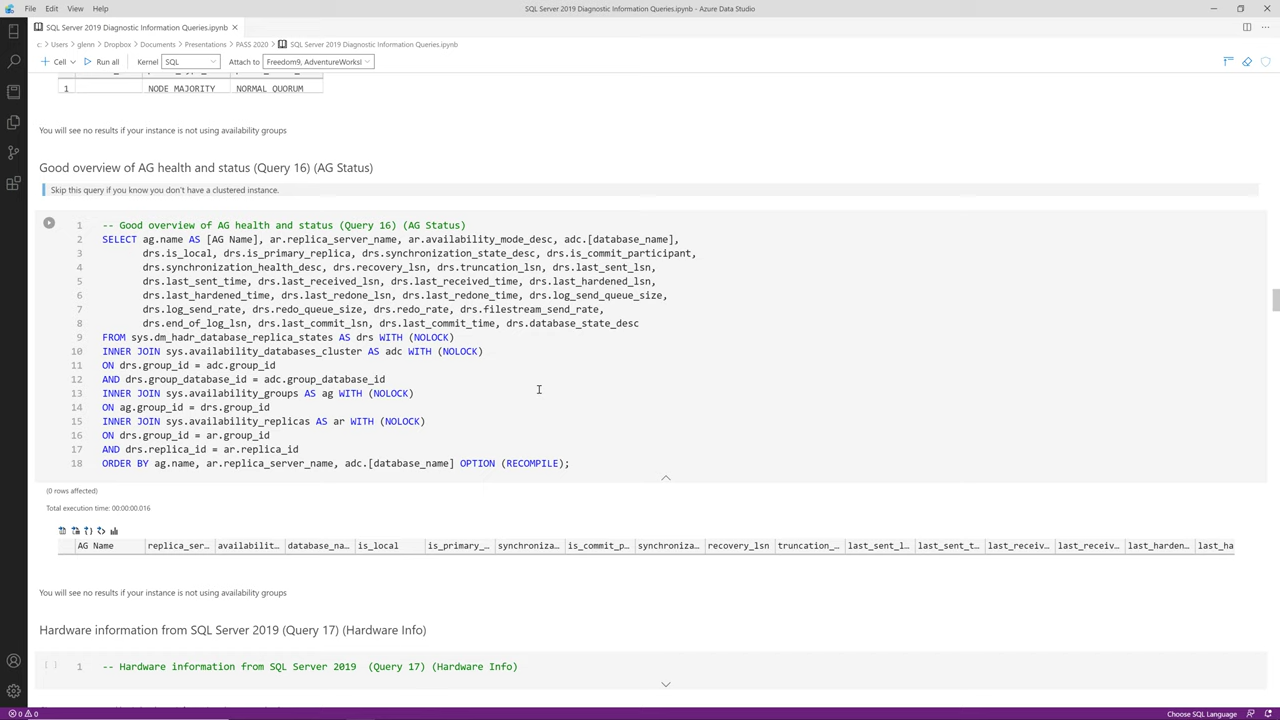 File Edit View Help
SQL Server 2019 Diagnostic Information Queries.ipynb - Azure Data Studio
SQL Server 2019 Diagnostic Information Queries.ipynb
c: > Users > glenn > Dropbox > Documents > Presentations > PASS 2020 > SQL Server 2019 Diagnostic Information Queries.ipynb
Cell Run all Kernel SQL Attach to Freedom9, AdventureWorksl
1 NODE_MAJORITY NORMAL_QUORUM
You will see no results if your instance is not using availability groups
Good overview of AG health and status (Query 16) (AG Status)
Skip this query if you know you don't have a clustered instance.
1 -- Good overview of AG health and status (Query 16) (AG Status)
2 SELECT ag.name AS [AG Name], ar.replica_server_name, ar.availability_mode_desc, adc.[database_name],
3 drs.is_local, drs.is_primary_replica, drs.synchronization_state_desc, drs.is_commit_participant,
4 drs.synchronization_health_desc, drs.recovery_lsn, drs.truncation_lsn, drs.last_sent_lsn,
5 drs.last_sent_time, drs.last_received_lsn, drs.last_received_time, drs.last_hardened_lsn,
6 drs.last_hardened_time, drs.last_redone_lsn, drs.last_redone_time, drs.log_send_queue_size,
7 drs.log_send_rate, drs.redo_queue_size, drs.redo_rate, drs.filestream_send_rate,
8 drs.end_of_log_lsn, drs.last_commit_lsn, drs.last_commit_time, drs.database_state_desc
9 FROM sys.dm_hadr_database_replica_states AS drs WITH (NOLOCK)
10 INNER JOIN sys.availability_databases_cluster AS adc WITH (NOLOCK)
11 ON drs.group_id = adc.group_id
12 AND drs.group_database_id = adc.group_database_id
13 INNER JOIN sys.availability_groups AS ag WITH (NOLOCK)
14 ON ag.group_id = drs.group_id
15 INNER JOIN sys.availability_replicas AS ar WITH (NOLOCK)
16 ON drs.group_id = ar.group_id
17 AND drs.replica_id = ar.replica_id
18 ORDER BY ag.name, ar.replica_server_name, adc.[database_name] OPTION (RECOMPILE);
(0 rows affected)
Total execution time: 00:00:00.016
AG Name replica_ser... availabilit... database_na... is_local is_primary_... synchroniza... is_commit_p... synchroniza... recovery_lsn truncation_... last_sent_l... last_sent_t... last_receiv... last_receiv... last_harden... last_ha
You will see no results if your instance is not using availability groups
Hardware information from SQL Server 2019 (Query 17) (Hardware Info)
[ ] 1 -- Hardware information from SQL Server 2019 (Query 17) (Hardware Info)
0 0 Choose SQL Language